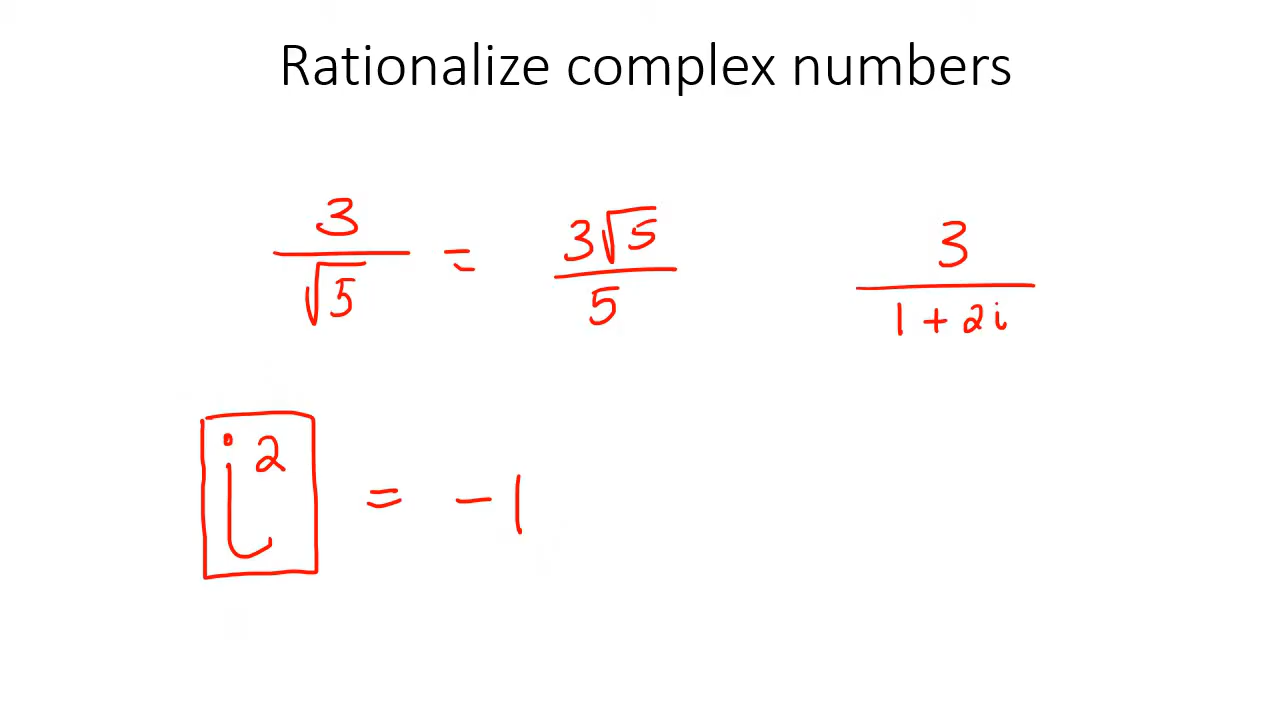 Rationalize complex numbers
3/√5 = 3√5/5
3/(1 + 2i)
i² = -1